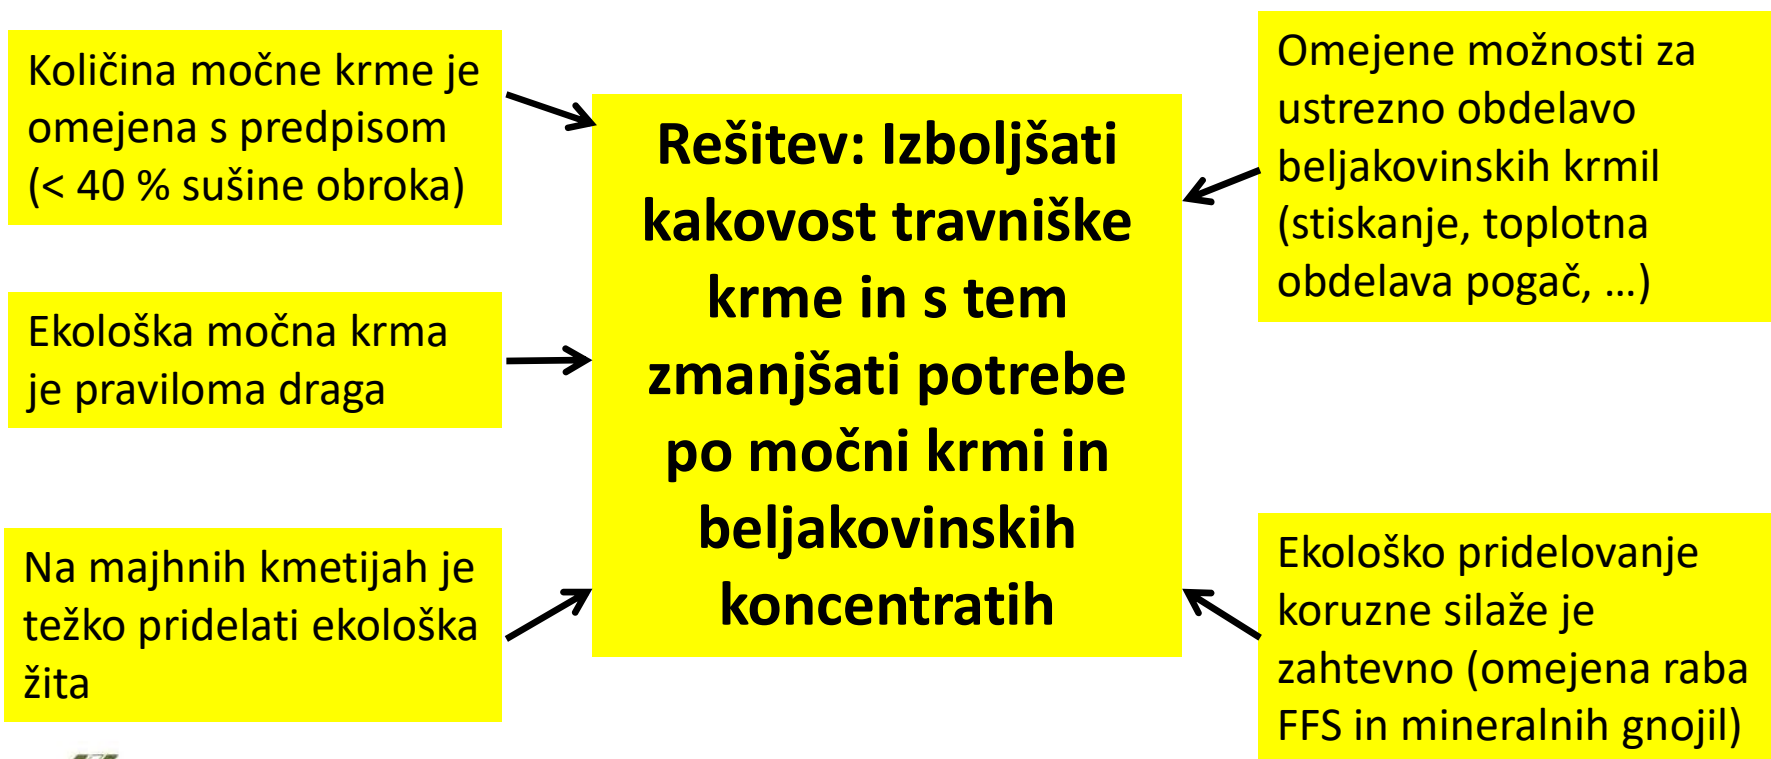 Količina močne krme je
omejena s predpisom
(< 40 % sušine obroka)
Ekološka močna krma
je praviloma draga
Na majhnih kmetijah je
težko pridelati ekološka
žita
Rešitev: Izboljšati
kakovost travniške
krme in s tem
zmanjšati potrebe
po močni krmi in
beljakovinskih
koncentratih
Omejene možnosti za
ustrezno obdelavo
beljakovinskih krmil
(stiskanje, toplotna
obdelava pogač, …)
Ekološko pridelovanje
koruzne silaže je
zahtevno (omejena raba
FFS in mineralnih gnojil)